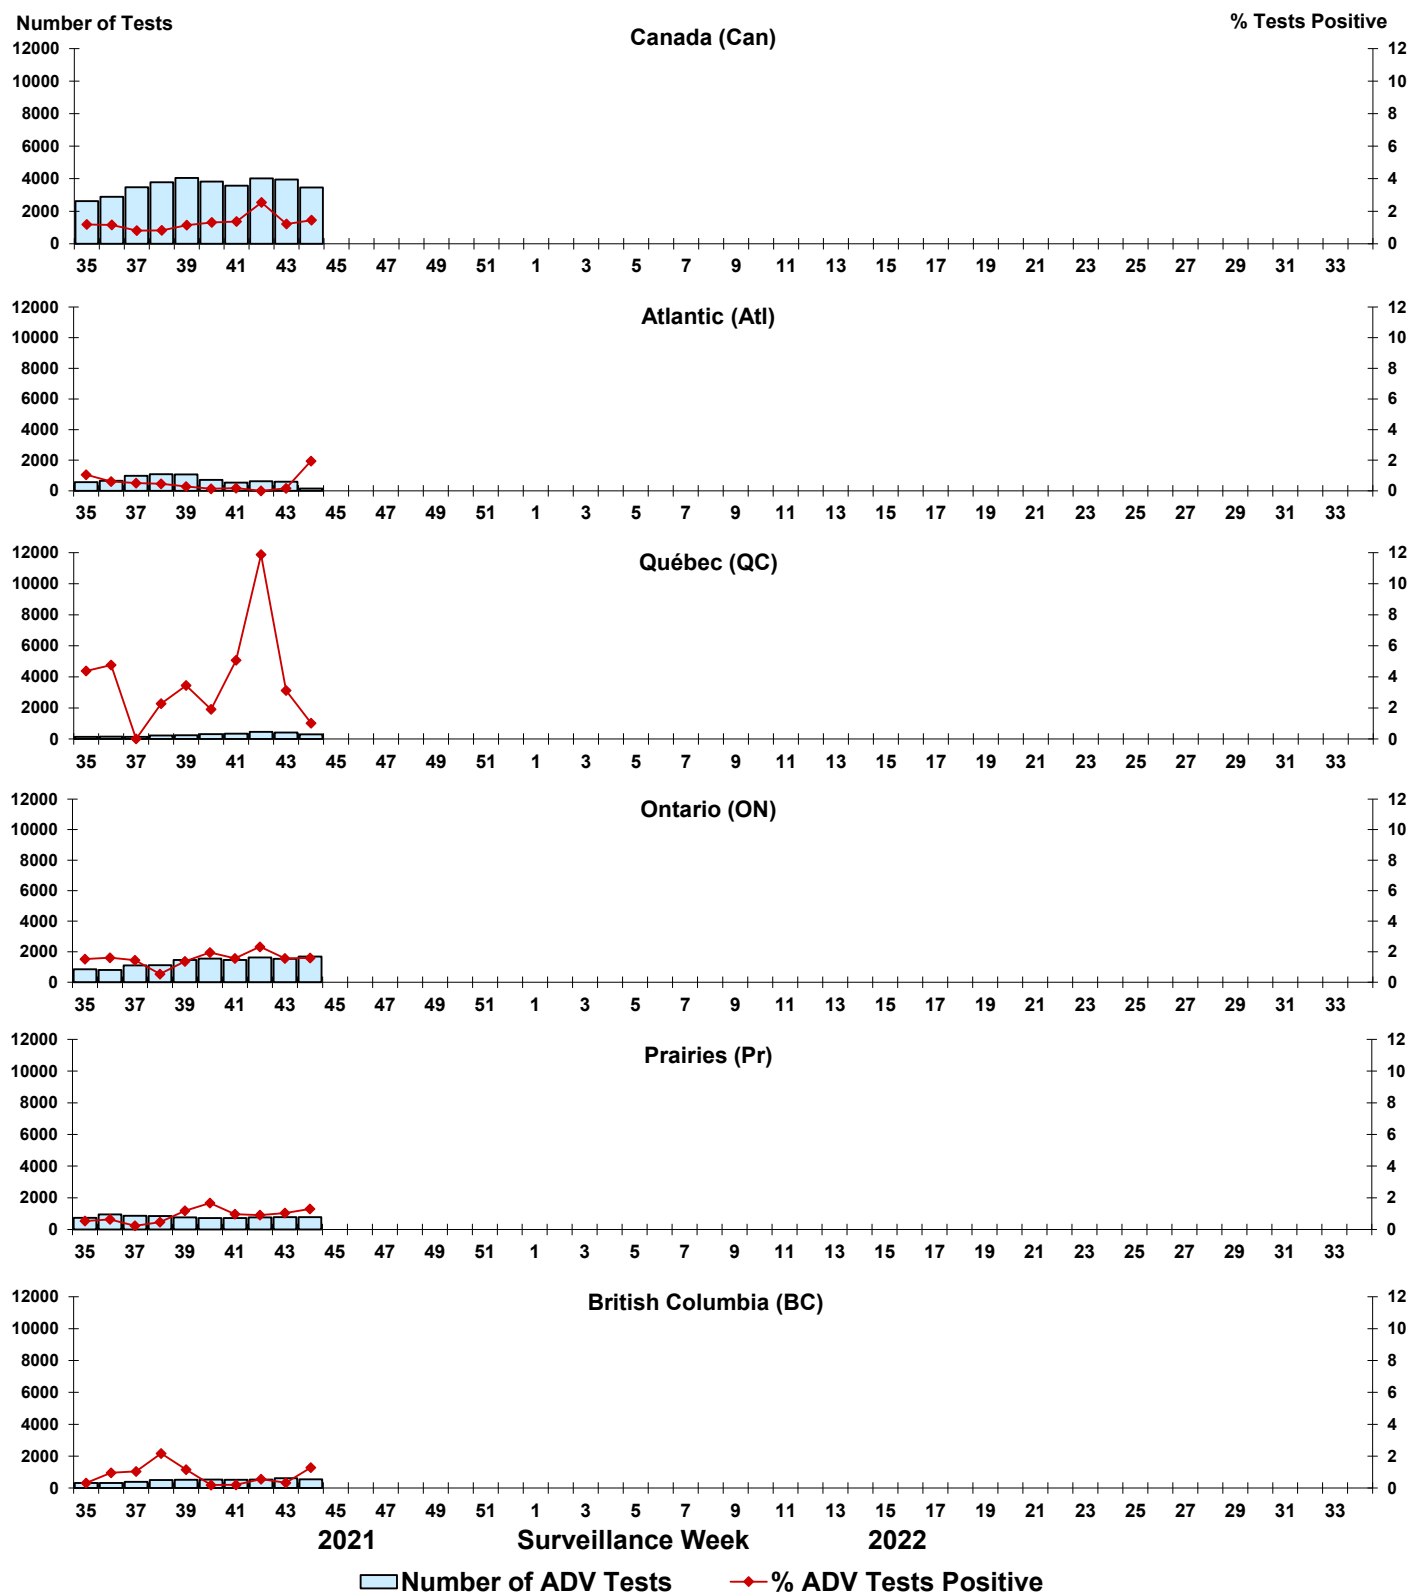 Number of Tests
% Tests Positive
Canada (Can)
12000 12
10000 10
8000 8
6000 6
4000 4
2000 2
0 0
35 37 39 41 43 45 47 49 51 1 3 5 7 9 11 13 15 17 19 21 23 25 27 29 31 33
Atlantic (Atl)
12000 12
10000 10
8000 8
6000 6
4000 4
2000 2
0 0
35 37 39 41 43 45 47 49 51 1 3 5 7 9 11 13 15 17 19 21 23 25 27 29 31 33
Québec (QC)
12000 12
10000 10
8000 8
6000 6
4000 4
2000 2
0 0
35 37 39 41 43 45 47 49 51 1 3 5 7 9 11 13 15 17 19 21 23 25 27 29 31 33
Ontario (ON)
12000 12
10000 10
8000 8
6000 6
4000 4
2000 2
0 0
35 37 39 41 43 45 47 49 51 1 3 5 7 9 11 13 15 17 19 21 23 25 27 29 31 33
Prairies (Pr)
12000 12
10000 10
8000 8
6000 6
4000 4
2000 2
0 0
35 37 39 41 43 45 47 49 51 1 3 5 7 9 11 13 15 17 19 21 23 25 27 29 31 33
British Columbia (BC)
12000 12
10000 10
8000 8
6000 6
4000 4
2000 2
0 0
35 37 39 41 43 45 47 49 51 1 3 5 7 9 11 13 15 17 19 21 23 25 27 29 31 33
2021 Surveillance Week 2022
Number of ADV Tests % ADV Tests Positive